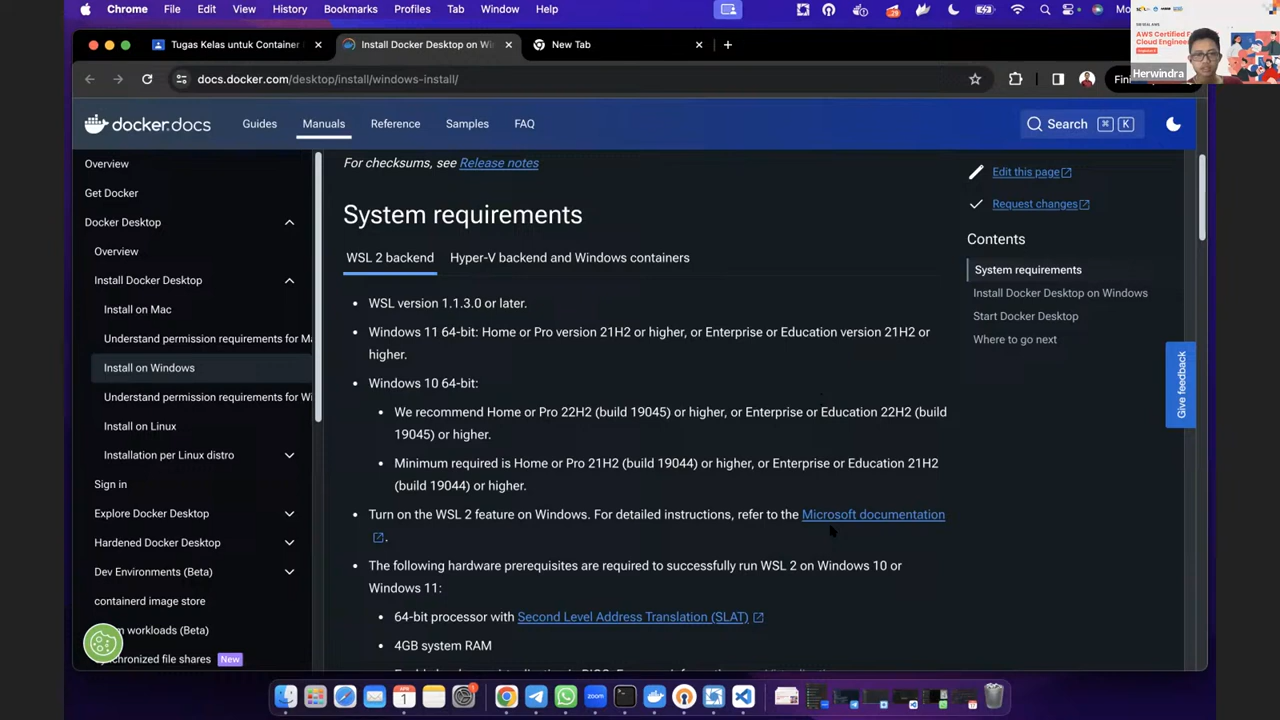 Chrome File Edit View History Bookmarks Profiles Tab Window Help
Tugas Kelas untuk Container
Install Docker Desktop on Wi
New Tab
docs.docker.com/desktop/install/windows-install/
AWS Certified
Cloud Engine
Herwindra
docker.docs
Guides Manuals Reference Samples FAQ
Search ⌘ K
Overview
Get Docker
Docker Desktop
Overview
Install Docker Desktop
Install on Mac
Understand permission requirements for Ma
Install on Windows
Understand permission requirements for Wi
Install on Linux
Installation per Linux distro
Sign in
Explore Docker Desktop
Hardened Docker Desktop
Dev Environments (Beta)
containerd image store
workloads (Beta)
nchronized file shares New
For checksums, see Release notes
System requirements
WSL 2 backend Hyper-V backend and Windows containers
• WSL version 1.1.3.0 or later.
• Windows 11 64-bit: Home or Pro version 21H2 or higher, or Enterprise or Education version 21H2 or
higher.
• Windows 10 64-bit:
• We recommend Home or Pro 22H2 (build 19045) or higher, or Enterprise or Education 22H2 (build
19045) or higher.
• Minimum required is Home or Pro 21H2 (build 19044) or higher, or Enterprise or Education 21H2
(build 19044) or higher.
• Turn on the WSL 2 feature on Windows. For detailed instructions, refer to the Microsoft documentation
.
• The following hardware prerequisites are required to successfully run WSL 2 on Windows 10 or
Windows 11:
• 64-bit processor with Second Level Address Translation (SLAT)
• 4GB system RAM
Edit this page
Request changes
Contents
System requirements
Install Docker Desktop on Windows
Start Docker Desktop
Where to go next
Give feedback
zoom